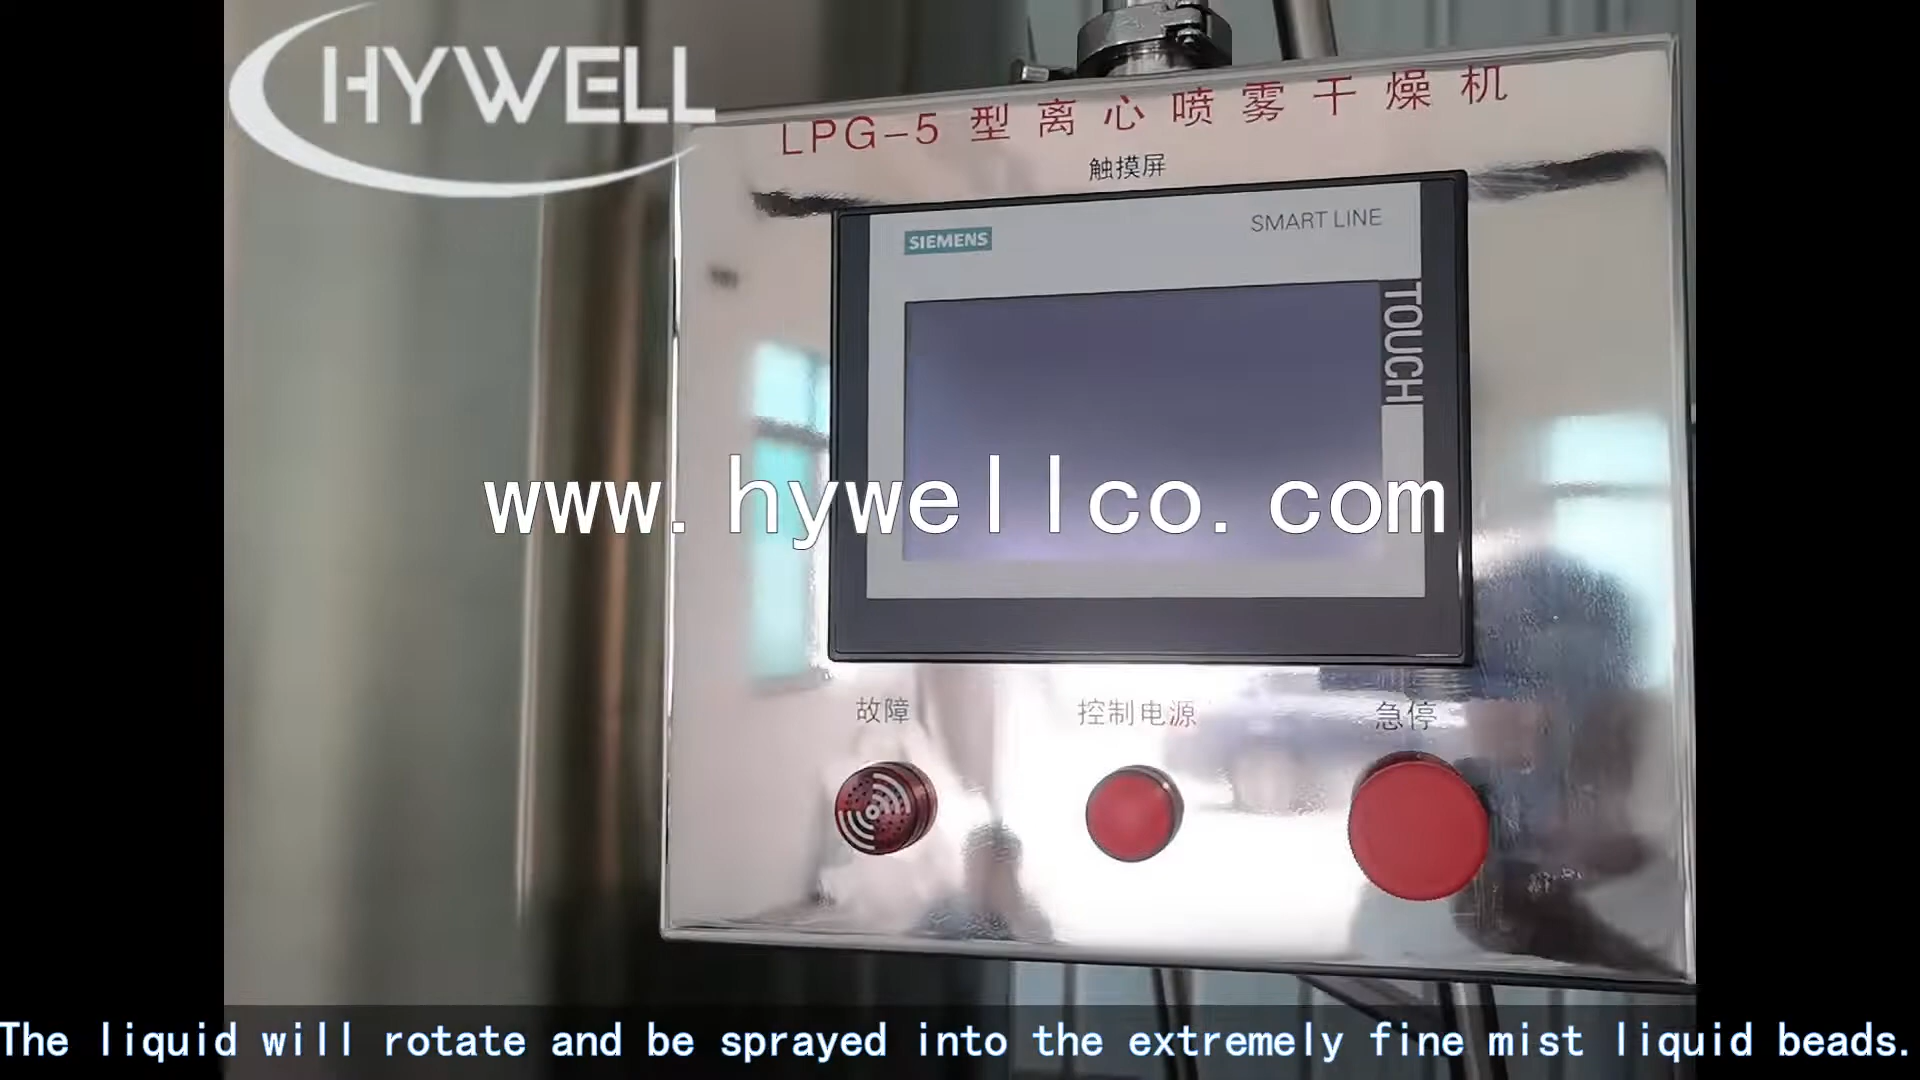 HYWELL
LPG-5 型离心喷雾干燥机
触摸屏
SIEMENS
SMART LINE
TOUCH
www.hywellco.com
故障
控制电源
急停
The liquid will rotate and be sprayed into the extremely fine mist liquid beads.